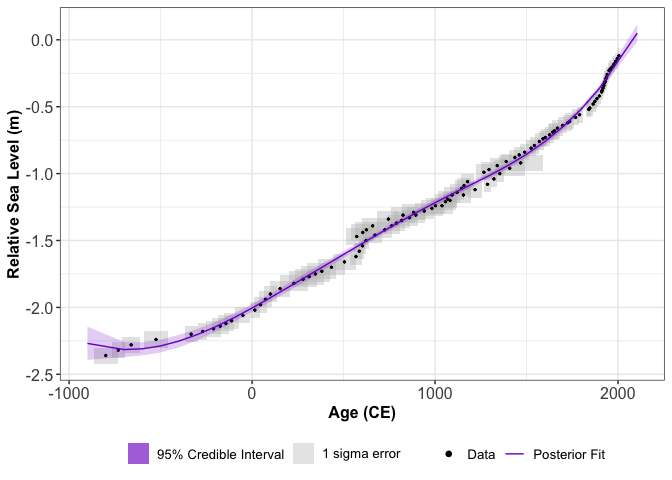 0.0
-0.5
-1.0
-1.5
-2.0
-2.5
Relative Sea Level (m)
-1000 0 1000 2000
Age (CE)
95% Credible Interval 1 sigma error Data Posterior Fit